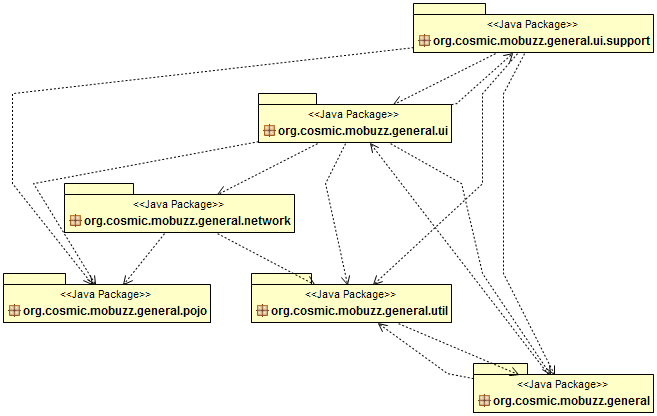 <<Java Package>>
org.cosmic.mobuzz.general.ui.support
<<Java Package>>
org.cosmic.mobuzz.general.ui
<<Java Package>>
org.cosmic.mobuzz.general.network
<<Java Package>>
org.cosmic.mobuzz.general.pojo
<<Java Package>>
org.cosmic.mobuzz.general.util
<<Java Package>>
org.cosmic.mobuzz.general